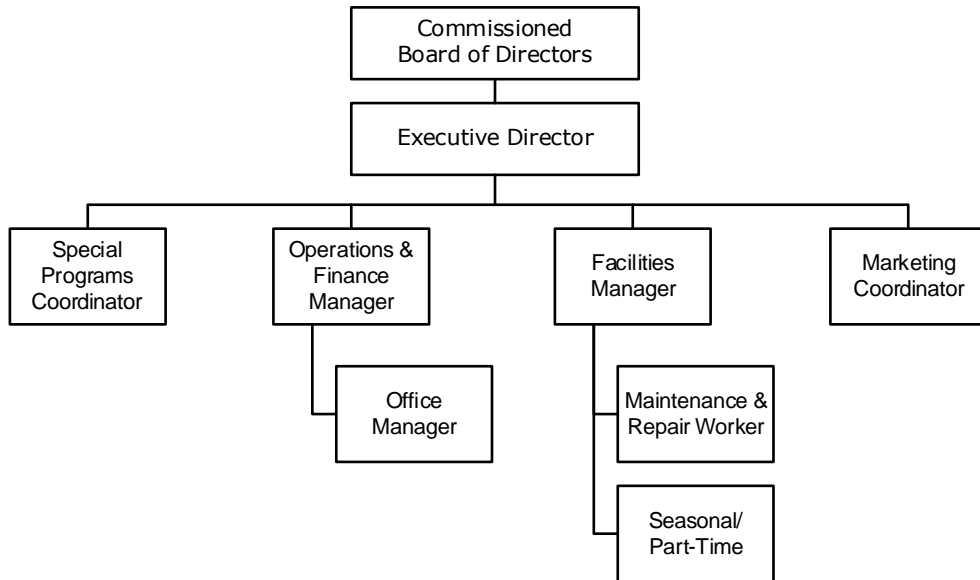 Commissioned
Board of Directors
Executive Director
Special
Programs
Coordinator
Operations &
Finance
Manager
Facilities
Manager
Marketing
Coordinator
Office
Manager
Maintenance &
Repair Worker
Seasonal/
Part-Time